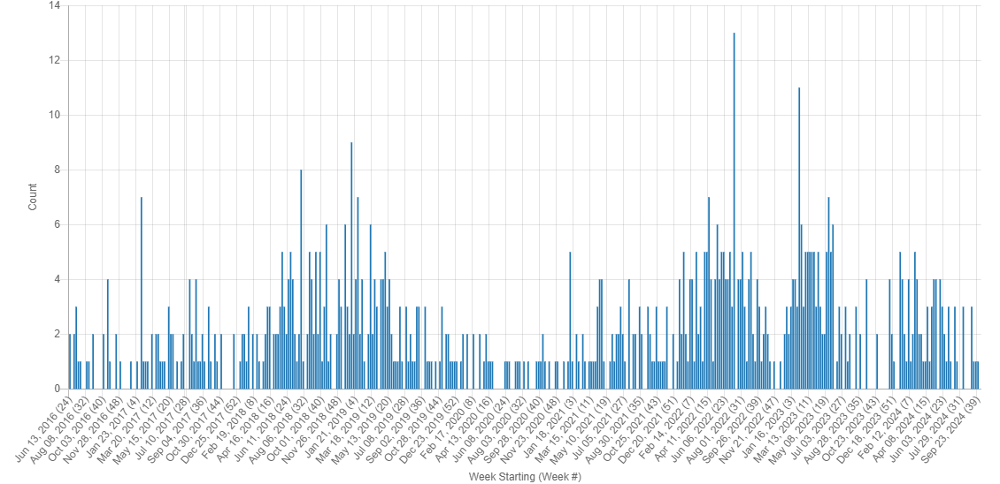 14
12
10
8
6
4
2
0
Count
Jun 13, 2016 (24)
Aug 08, 2016 (32)
Oct 03, 2016 (40)
Nov 28, 2016 (48)
Jan 23, 2017 (4)
Mar 20, 2017 (12)
May 15, 2017 (20)
Jul 10, 2017 (28)
Sep 04, 2017 (36)
Oct 30, 2017 (44)
Dec 25, 2017 (52)
Feb 19, 2018 (8)
Apr 16, 2018 (16)
Jun 11, 2018 (24)
Aug 06, 2018 (32)
Oct 01, 2018 (40)
Nov 26, 2018 (48)
Jan 21, 2019 (4)
Mar 18, 2019 (12)
May 13, 2019 (20)
Jul 08, 2019 (28)
Sep 02, 2019 (36)
Oct 28, 2019 (44)
Dec 23, 2019 (52)
Feb 17, 2020 (8)
Apr 13, 2020 (16)
Jun 08, 2020 (24)
Aug 03, 2020 (32)
Sep 28, 2020 (40)
Nov 23, 2020 (48)
Jan 18, 2021 (3)
Mar 15, 2021 (11)
May 10, 2021 (19)
Jul 05, 2021 (27)
Aug 30, 2021 (35)
Oct 25, 2021 (43)
Dec 20, 2021 (51)
Feb 14, 2022 (7)
Apr 11, 2022 (15)
Jun 06, 2022 (23)
Aug 01, 2022 (31)
Sep 26, 2022 (39)
Nov 21, 2022 (47)
Jan 16, 2023 (3)
Mar 13, 2023 (11)
May 08, 2023 (19)
Jul 03, 2023 (27)
Aug 28, 2023 (35)
Oct 23, 2023 (43)
Dec 18, 2023 (51)
Feb 12, 2024 (7)
Apr 08, 2024 (15)
Jun 03, 2024 (23)
Jul 29, 2024 (31)
Sep 23, 2024 (39)
Week Starting (Week #)